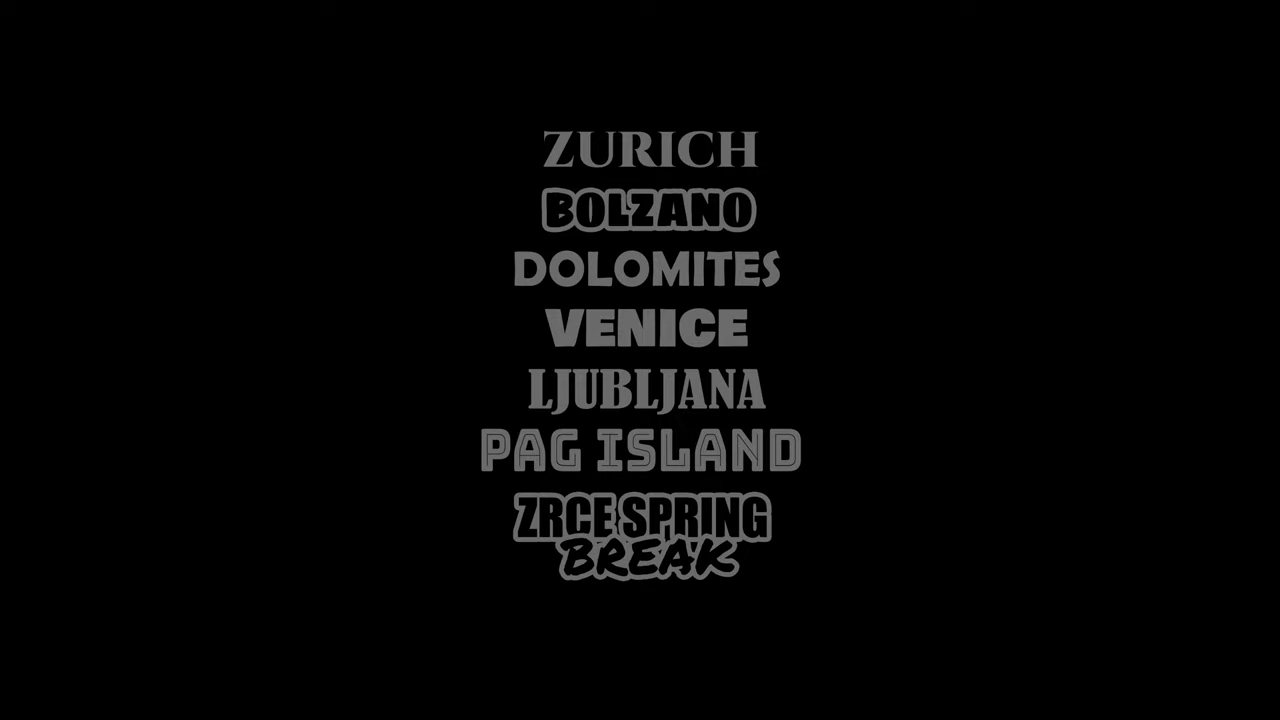 ZURICH
BOLZANO
DOLOMITES
VENICE
LJUBLJANA
PAG ISLAND
ZRCE SPRING
BREAK